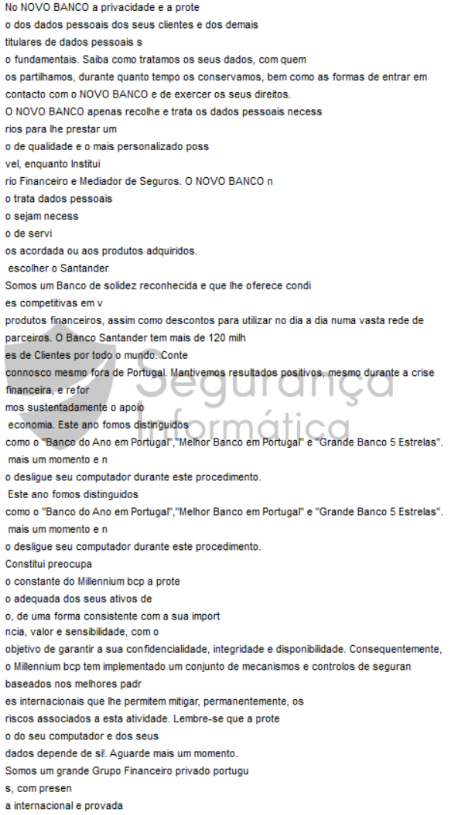 No NOVO BANCO a privacidade e a prote
o dos dados pessoais dos seus clientes e dos demais
titulares de dados pessoais s
o fundamentais. Saiba como tratamos os seus dados, com quem
os partilhamos, durante quanto tempo os conservamos, bem como as formas de entrar em
contacto com o NOVO BANCO e de exercer os seus direitos.
O NOVO BANCO apenas recolhe e trata os dados pessoais necess
rios para lhe prestar um
o de qualidade e o mais personalizado poss
vel, enquanto Institui
rio Financeiro e Mediador de Seguros. O NOVO BANCO n
o trata dados pessoais
o sejam necess
o de servi
os acordada ou aos produtos adquiridos.
escolher o Santander
Somos um Banco de solidez reconhecida e que lhe oferece condi
es competitivas em v
produtos financeiros, assim como descontos para utilizar no dia a dia numa vasta rede de
parceiros. O Banco Santander tem mais de 120 milh
es de Clientes por todo o mundo. Conte
connosco mesmo fora de Portugal. Mantivemos resultados positivos, mesmo durante a crise
financeira, e refor
mos sustentadamente o apoio
economia. Este ano fomos distinguidos
como o "Banco do Ano em Portugal","Melhor Banco em Portugal" e "Grande Banco 5 Estrelas".
mais um momento e n
o desligue seu computador durante este procedimento.
Este ano fomos distinguidos
como o "Banco do Ano em Portugal","Melhor Banco em Portugal" e "Grande Banco 5 Estrelas".
mais um momento e n
o desligue seu computador durante este procedimento.
Constitui preocupa
o constante do Millennium bcp a prote
o adequada dos seus ativos de
o, de uma forma consistente com a sua import
ncia, valor e sensibilidade, com o
objetivo de garantir a sua confidencialidade, integridade e disponibilidade. Consequentemente,
o Millennium bcp tem implementado um conjunto de mecanismos e controlos de seguran
baseados nos melhores padr
es internacionais que lhe permitem mitigar, permanentemente, os
riscos associados a esta atividade. Lembre-se que a prote
o do seu computador e dos seus
dados depende de si!. Aguarde mais um momento.
Somos um grande Grupo Financeiro privado portugu
s, com presen
a internacional e provada
Segurança
Informática